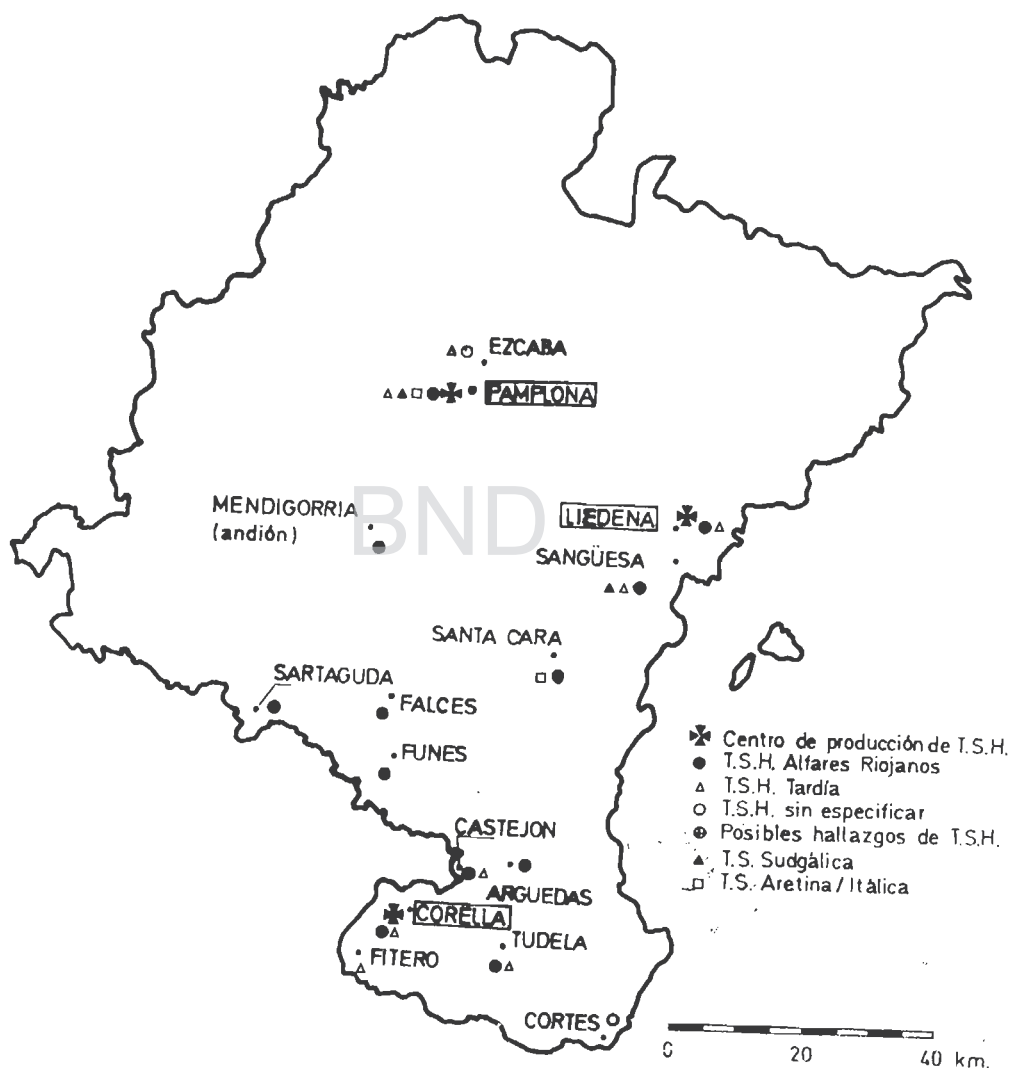 EZCABA
PAMPLONA
MENDIGORRIA
(andión)
BND
LIEDENA
SANGÜESA
SANTA CARA
SARTAGUDA
FALCES
FUNES
CASTEJON
ARGUEDAS
CORELLA
TUDELA
FITERO
CORTES
Centro de producción de T.S.H.
T.S.H. Alfares Riojanos
T.S.H. Tardía
T.S.H. sin especificar
Posibles hallazgos de T.S.H.
T.S. Sudgálica
T.S. Aretina/Itálica
0 20 40 km.